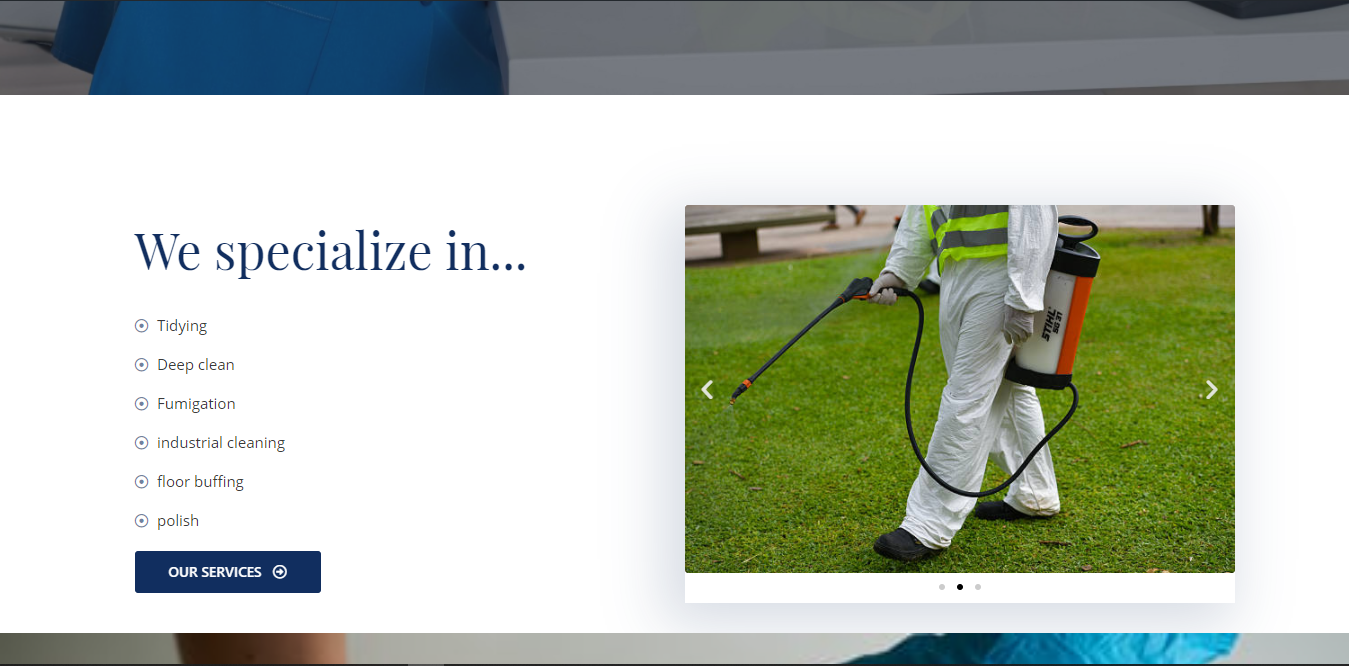 We specialize in...
Tidying
Deep clean
Fumigation
industrial cleaning
floor buffing
polish
OUR SERVICES
STIHL
SG 31